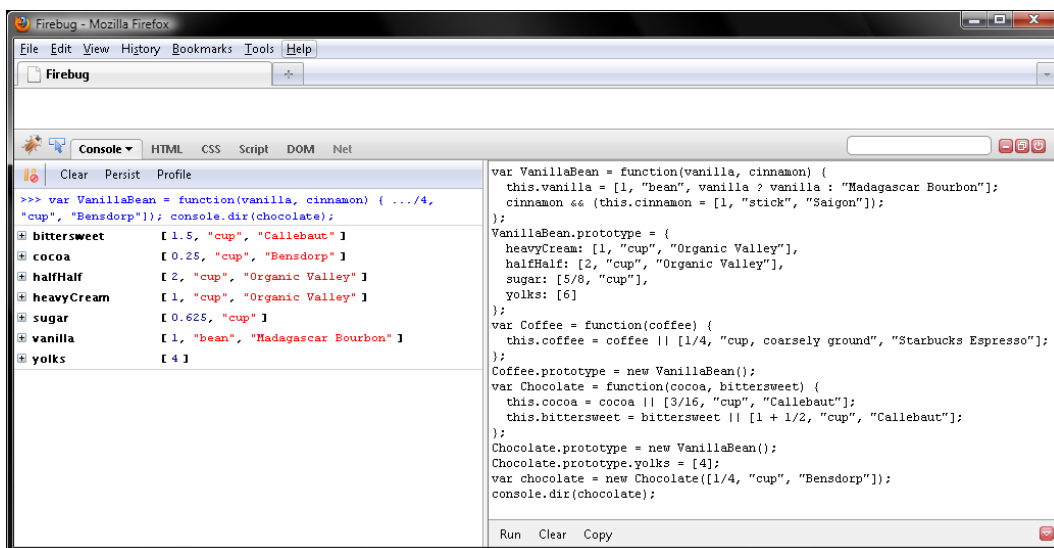 Firebug - Mozilla Firefox
File Edit View History Bookmarks Tools Help
Firebug
Console HTML CSS Script DOM Net
Clear Persist Profile
>>> var VanillaBean = function(vanilla, cinnamon) { .../4,
"cup", "Bensdorp"]); console.dir(chocolate);
bittersweet [ 1.5, "cup", "Callebaut" ]
cocoa [ 0.25, "cup", "Bensdorp" ]
halfHalf [ 2, "cup", "Organic Valley" ]
heavyCream [ 1, "cup", "Organic Valley" ]
sugar [ 0.625, "cup" ]
vanilla [ 1, "bean", "Madagascar Bourbon" ]
yolks [ 4 ]
var VanillaBean = function(vanilla, cinnamon) {
  this.vanilla = [1, "bean", vanilla ? vanilla : "Madagascar Bourbon"];
  cinnamon && (this.cinnamon = [1, "stick", "Saigon"]);
};
VanillaBean.prototype = {
  heavyCream: [1, "cup", "Organic Valley"],
  halfHalf: [2, "cup", "Organic Valley"],
  sugar: [5/8, "cup"],
  yolks: [6]
};
var Coffee = function(coffee) {
  this.coffee = coffee || [1/4, "cup, coarsely ground", "Starbucks Espresso"];
};
Coffee.prototype = new VanillaBean();
var Chocolate = function(cocoa, bittersweet) {
  this.cocoa = cocoa || [3/16, "cup", "Callebaut"];
  this.bittersweet = bittersweet || [1 + 1/2, "cup", "Callebaut"];
};
Chocolate.prototype = new VanillaBean();
Chocolate.prototype.yolks = [4];
var chocolate = new Chocolate([1/4, "cup", "Bensdorp"]);
console.dir(chocolate);
Run Clear Copy